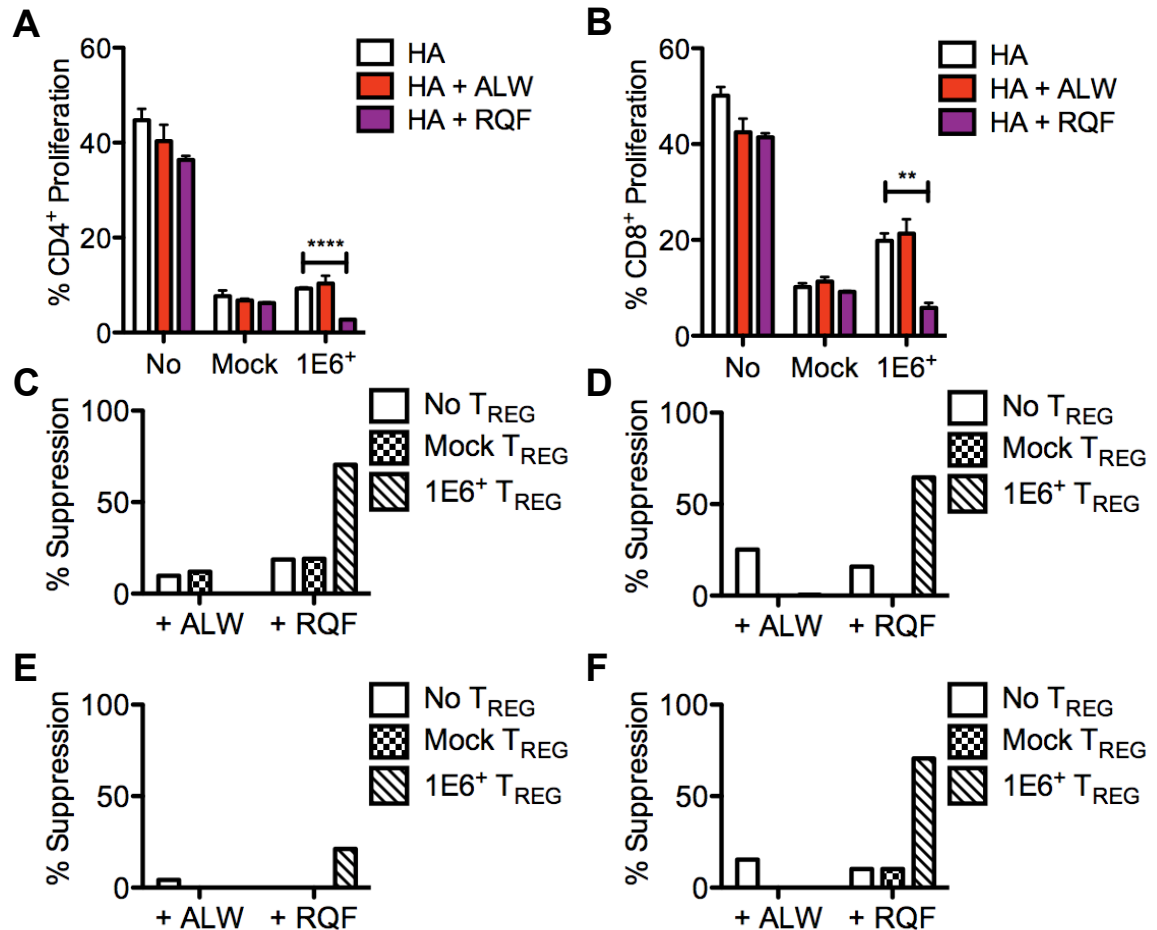 A
% CD4+ Proliferation
60
40
20
0
HA
HA + ALW
HA + RQF
****
No Mock 1E6+
B
% CD8+ Proliferation
60
40
20
0
HA
HA + ALW
HA + RQF
**
No Mock 1E6+
C
% Suppression
100
50
0
No TREG
Mock TREG
1E6+ TREG
+ ALW + RQF
D
% Suppression
100
50
0
No TREG
Mock TREG
1E6+ TREG
+ ALW + RQF
E
% Suppression
100
50
0
No TREG
Mock TREG
1E6+ TREG
+ ALW + RQF
F
% Suppression
100
50
0
No TREG
Mock TREG
1E6+ TREG
+ ALW + RQF